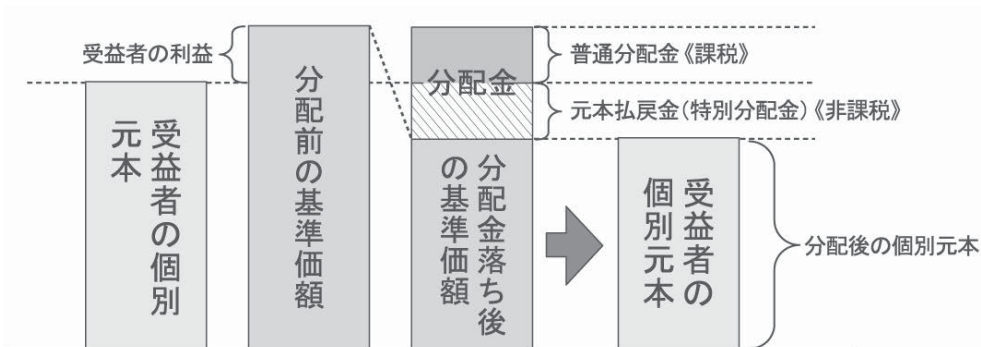 受益者の利益
受益者の個別
元本
分配前の基準価額
分配金
分配金落ち後
の基準価額
普通分配金《課税》
元本払戻金(特別分配金)《非課税》
受益者の
個別元本
分配後の個別元本